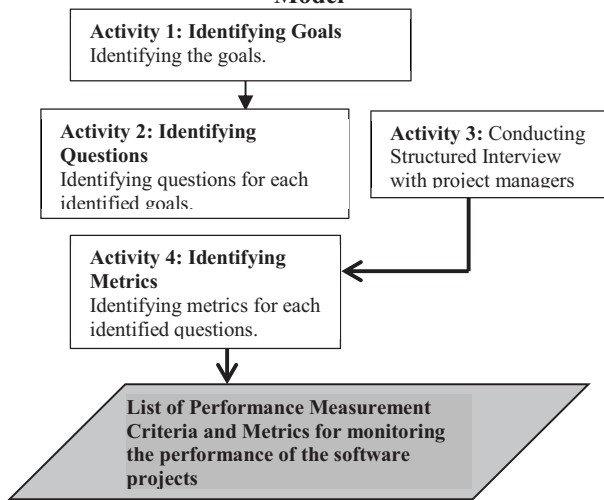 Model
Activity 1: Identifying Goals
Identifying the goals.
Activity 2: Identifying
Questions
Identifying questions for each
identified goals.
Activity 3: Conducting
Structured Interview
with project managers
Activity 4: Identifying
Metrics
Identifying metrics for each
identified questions.
List of Performance Measurement
Criteria and Metrics for monitoring
the performance of the software
projects